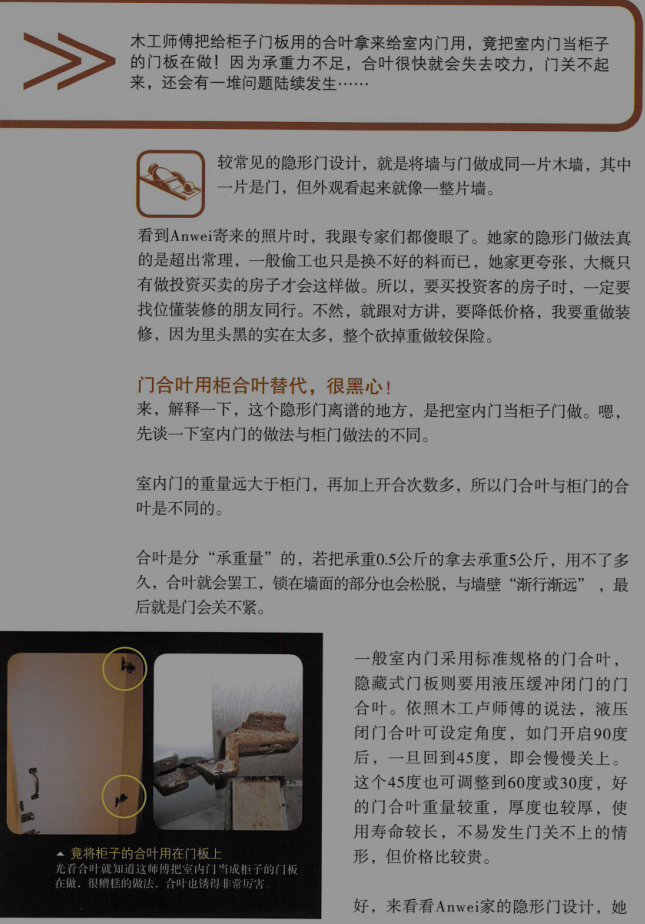 木工师傅把给柜子门板用的合叶拿来给室内门用，竟把室内门当柜子
的门板在做！因为承重力不足，合叶很快就会失去咬力，门关不起
来，还会有一堆问题陆续发生……
较常见的隐形门设计，就是将墙与门做成同一片木墙，其中
一片是门，但外观看起来就像一整片墙。
看到Anwei寄来的照片时，我跟专家们都傻眼了。她家的隐形门做法真
的是超出常理，一般偷工也只是换不好的料而已，她家更夸张，大概只
有做投资买卖的房子才会这样做。所以，要买投资客的房子时，一定要
找位懂装修的朋友同行。不然，就跟对方讲，要降低价格，我要重做装
修，因为里头黑的实在太多，整个砍掉重做较保险。
门合叶用柜合叶替代，很黑心！
来，解释一下，这个隐形门离谱的地方，是把室内门当柜子门做。嗯，
先谈一下室内门的做法与柜门做法的不同。
室内门的重量远大于柜门，再加上开合次数多，所以门合叶与柜门的合
叶是不同的。
合叶是分“承重量”的，若把承重0.5公斤的拿去承重5公斤，用不了多
久，合叶就会罢工，锁在墙面的部分也会松脱，与墙壁“渐行渐远”，最
后就是门会关不紧。
一般室内门采用标准规格的门合叶，
隐藏式门板则要用液压缓冲闭门的门
合叶。依照木工卢师傅的说法，液压
闭门合叶可设定角度，如门开启90度
后，一旦回到45度，即会慢慢关上。
这个45度也可调整到60度或30度，好
的门合叶重量较重，厚度也较厚，使
用寿命较长，不易发生门关不上的情
形，但价格比较贵。
好，来看看Anwei家的隐形门设计，她
竟将柜子的合叶用在门板上
光看合叶就知道这师傅把室内门当成柜子的门板
在做，很糟糕的做法，合叶也锈得非常厉害。